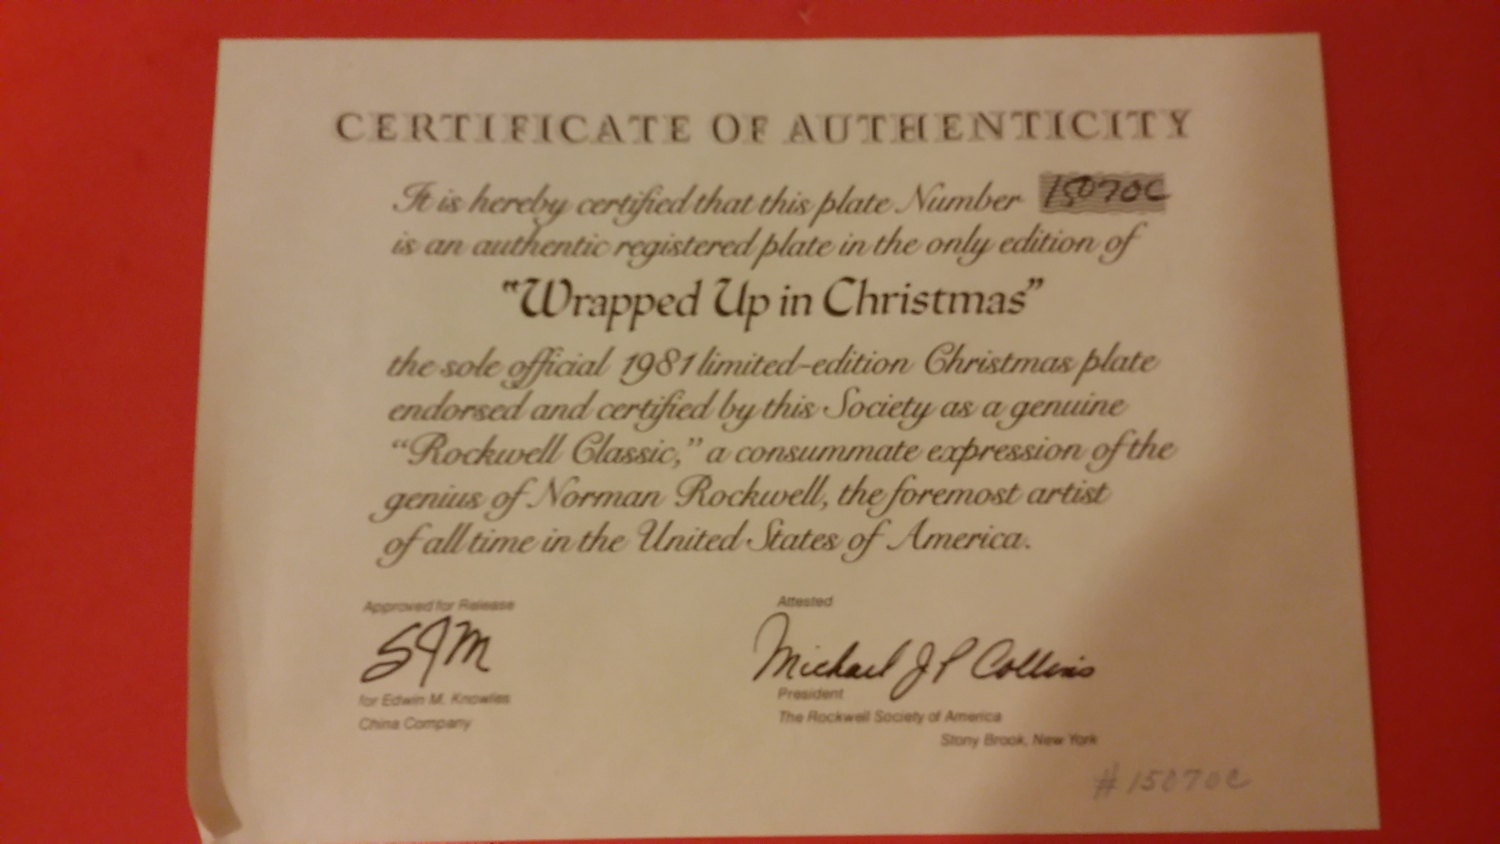 CERTIFICATE OF AUTHENTICITY
It is hereby certified that this plate Number 15070C
is an authentic registered plate in the only edition of
"Wrapped Up in Christmas"
the sole official 1981 limited-edition Christmas plate
endorsed and certified by this Society as a genuine
"Rockwell Classic," a consummate expression of the
genius of Norman Rockwell, the foremost artist
of all time in the United States of America.
Approved for Release
SJM
for Edwin M. Knowles
China Company
Attested
Michael J P Collins
President
The Rockwell Society of America
Stony Brook, New York
#15070C